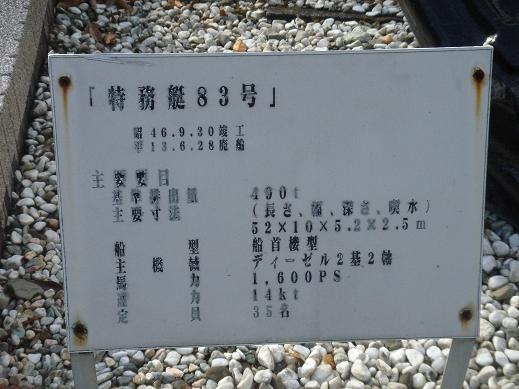 「特務艇83号」
昭46.9.30竣工
平13.6.28廃船
主要要目
基準排出量 490t
主要寸法 (長さ、幅、深さ、喫水)
52×10×5.2×2.5m
船型 船首楼型
主機械 ディーゼル2基2軸
馬力 1,600PS
速力 14kt
定員 35名